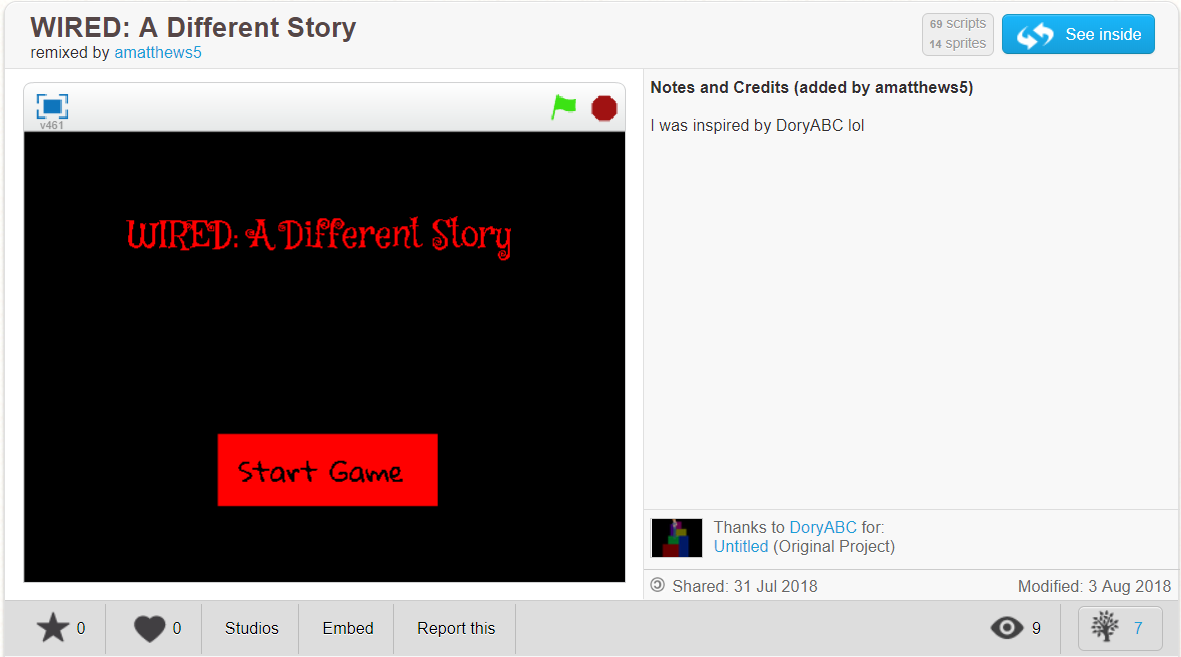 WIRED: A Different Story
remixed by amatthews5
69 scripts
14 sprites
See inside
v461
WIRED: A Different Story
Start Game
Notes and Credits (added by amatthews5)
I was inspired by DoryABC lol
Thanks to DoryABC for:
Untitled (Original Project)
Shared: 31 Jul 2018 Modified: 3 Aug 2018
0 0 Studios Embed Report this 9 7